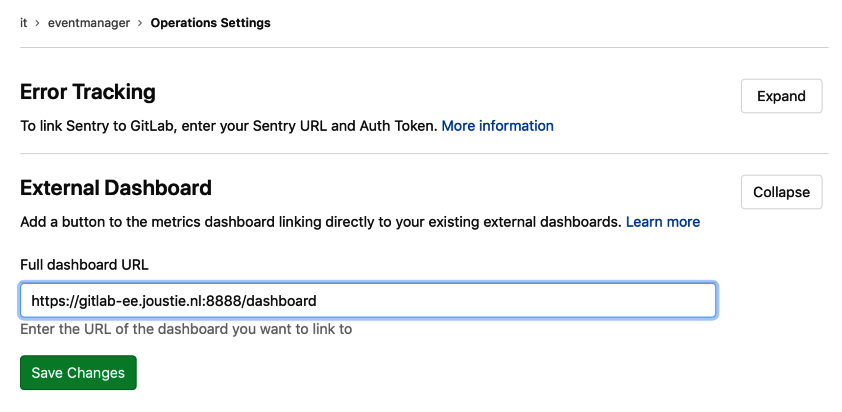 it > eventmanager > Operations Settings
Error Tracking
Expand
To link Sentry to GitLab, enter your Sentry URL and Auth Token. More information
External Dashboard
Collapse
Add a button to the metrics dashboard linking directly to your existing external dashboards. Learn more
Full dashboard URL
https://gitlab-ee.joustie.nl:8888/dashboard
Enter the URL of the dashboard you want to link to
Save Changes